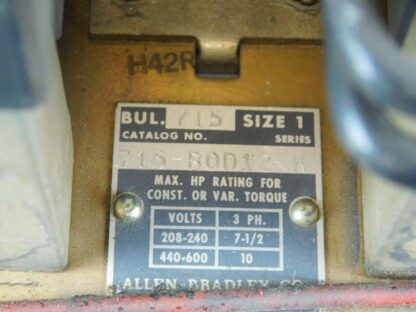 H42R
BUL. 715 SIZE 1
CATALOG NO. SERIES
K
MAX. HP RATING FOR
CONST. OR VAR. TORQUE
VOLTS 3 PH.
208-240 7-1/2
440-600 10
ALLEN-BRADLEY CO